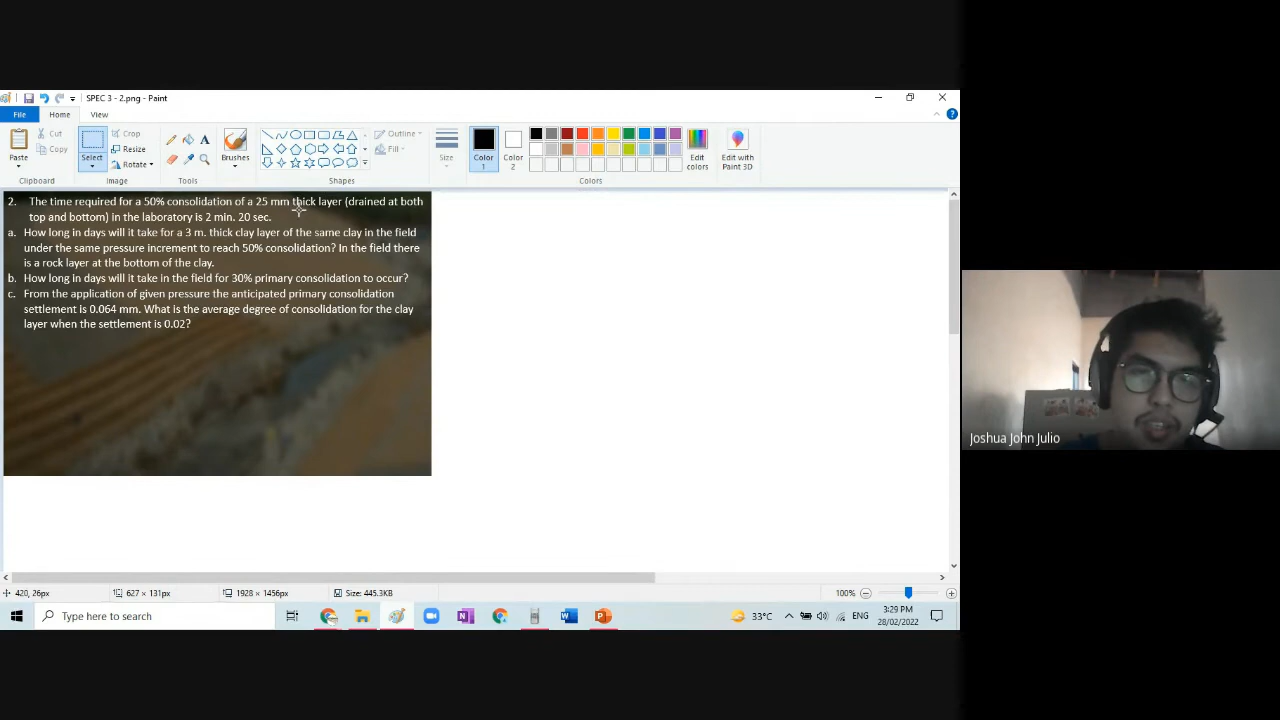 SPEC 3 - 2.png - Paint
File
Home
View
Paste
Cut
Copy
Clipboard
Select
Crop
Resize
Rotate
Image
Tools
Brushes
Shapes
Outline
Fill
Size
Color
1
Color
2
Edit
colors
Colors
Edit with
Paint 3D
2. The time required for a 50% consolidation of a 25 mm thick layer (drained at both
top and bottom) in the laboratory is 2 min. 20 sec.
a. How long in days will it take for a 3 m. thick clay layer of the same clay in the field
under the same pressure increment to reach 50% consolidation? In the field there
is a rock layer at the bottom of the clay.
b. How long in days will it take in the field for 30% primary consolidation to occur?
c. From the application of given pressure the anticipated primary consolidation
settlement is 0.064 mm. What is the average degree of consolidation for the clay
layer when the settlement is 0.02?
Joshua John Julio
420, 26px
627 × 131px
1928 × 1456px
Size: 445.3KB
100%
Type here to search
33°C
ENG
3:29 PM
28/02/2022